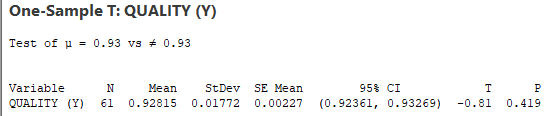 One-Sample T: QUALITY (Y)
Test of μ = 0.93 vs ≠ 0.93
Variable N Mean StDev SE Mean 95% CI T P
QUALITY (Y) 61 0.92815 0.01772 0.00227 (0.92361, 0.93269) -0.81 0.419